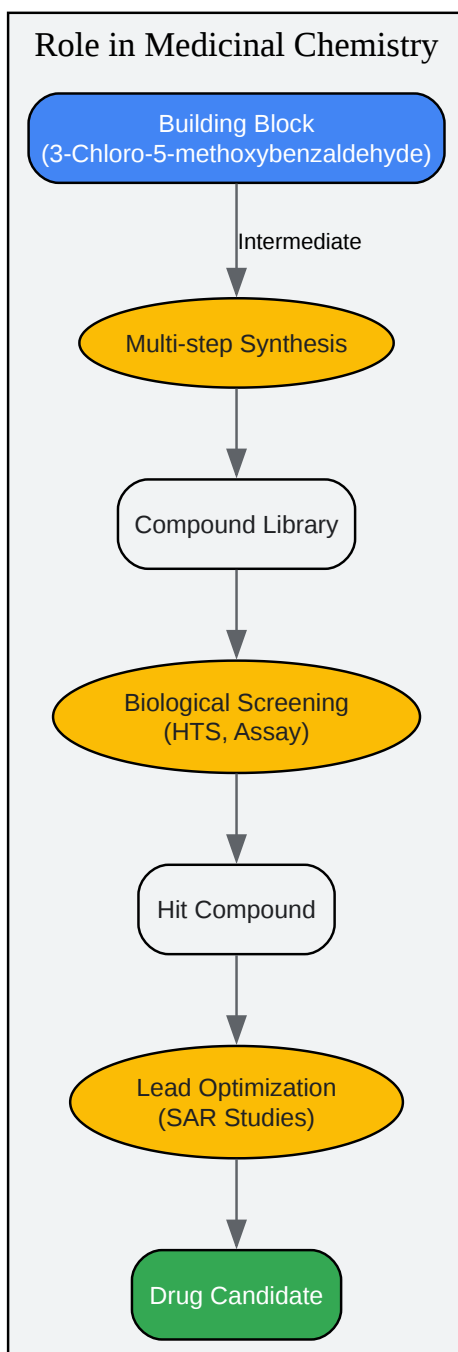 Role in Medicinal Chemistry
Building Block
(3-Chloro-5-methoxybenzaldehyde)
Intermediate
Multi-step Synthesis
Compound Library
Biological Screening
(HTS, Assay)
Hit Compound
Lead Optimization
(SAR Studies)
Drug Candidate